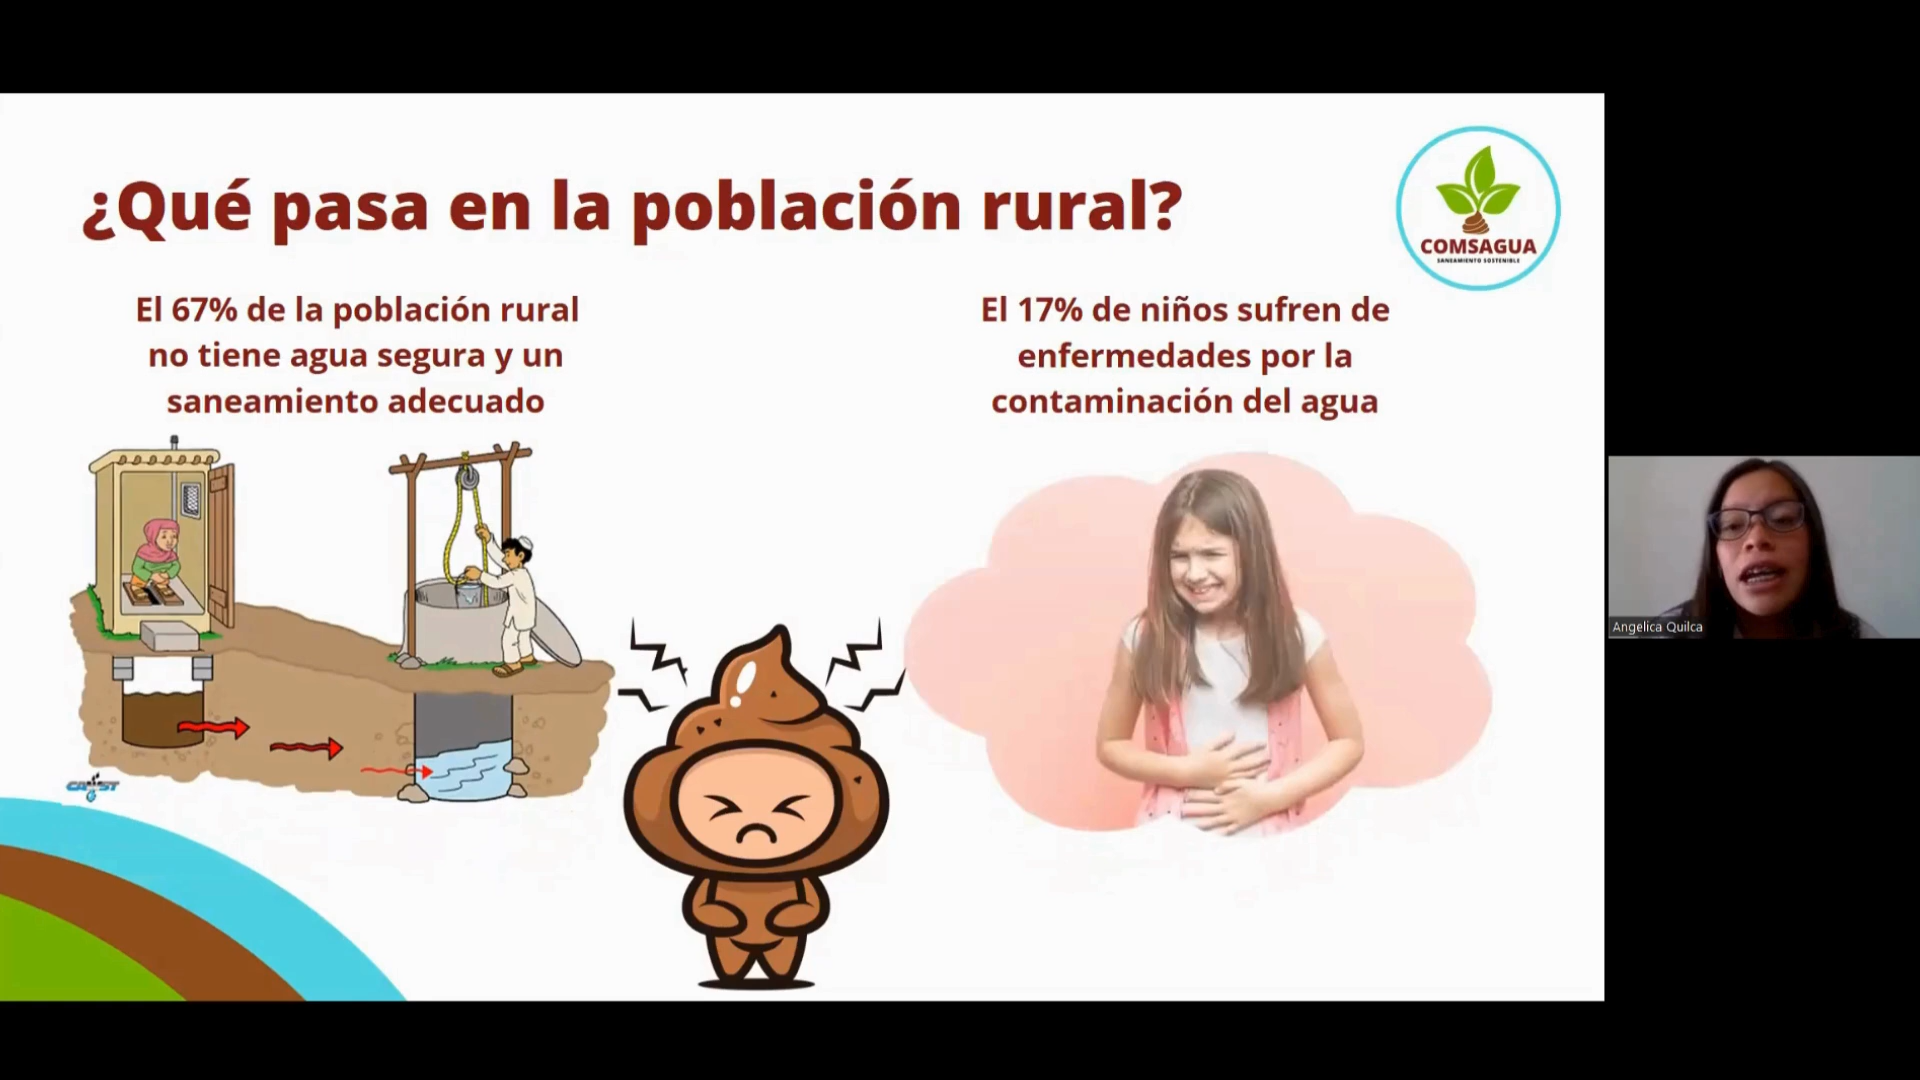 ¿Qué pasa en la población rural?
COMSAGUA
SANEAMIENTO SOSTENIBLE
El 67% de la población rural
no tiene agua segura y un
saneamiento adecuado
El 17% de niños sufren de
enfermedades por la
contaminación del agua
CAWST
Angelica Quilca